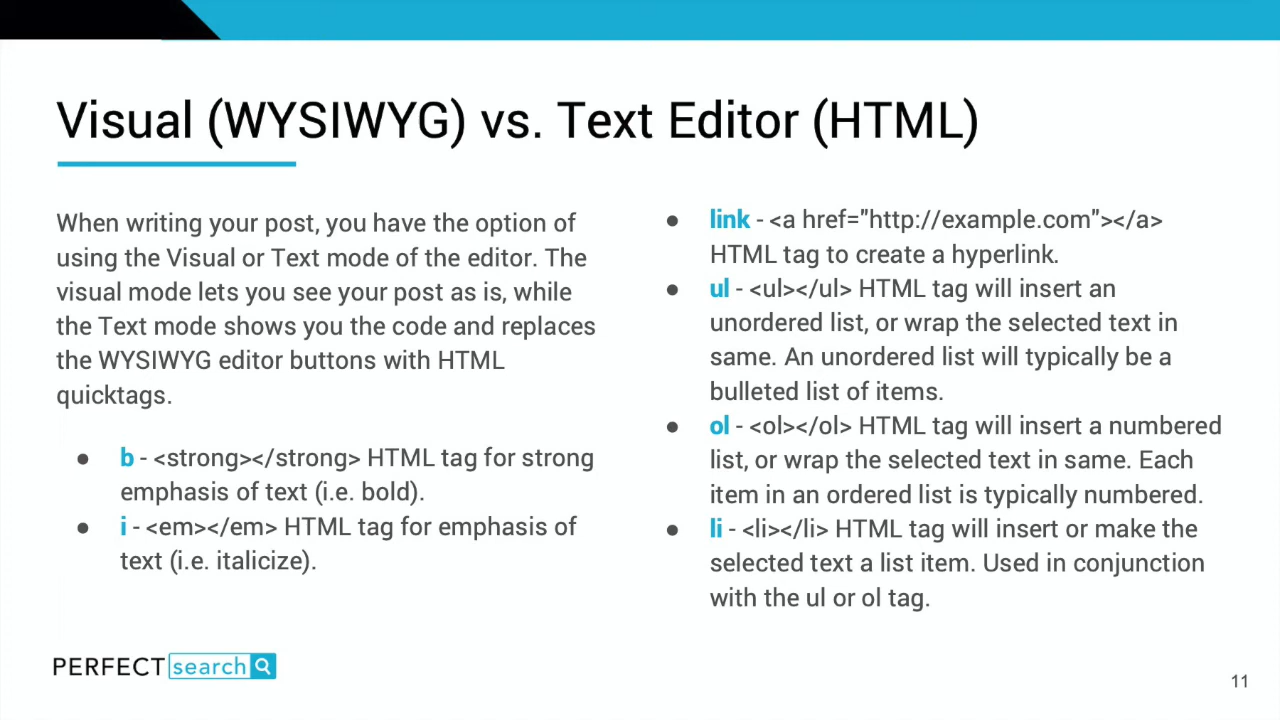 Visual (WYSIWYG) vs. Text Editor (HTML)
When writing your post, you have the option of
using the Visual or Text mode of the editor. The
visual mode lets you see your post as is, while
the Text mode shows you the code and replaces
the WYSIWYG editor buttons with HTML
quicktags.
● b - <strong></strong> HTML tag for strong
emphasis of text (i.e. bold).
● i - <em></em> HTML tag for emphasis of
text (i.e. italicize).
● link - <a href="http://example.com"></a>
HTML tag to create a hyperlink.
● ul - <ul></ul> HTML tag will insert an
unordered list, or wrap the selected text in
same. An unordered list will typically be a
bulleted list of items.
● ol - <ol></ol> HTML tag will insert a numbered
list, or wrap the selected text in same. Each
item in an ordered list is typically numbered.
● li - <li></li> HTML tag will insert or make the
selected text a list item. Used in conjunction
with the ul or ol tag.
PERFECT search
11